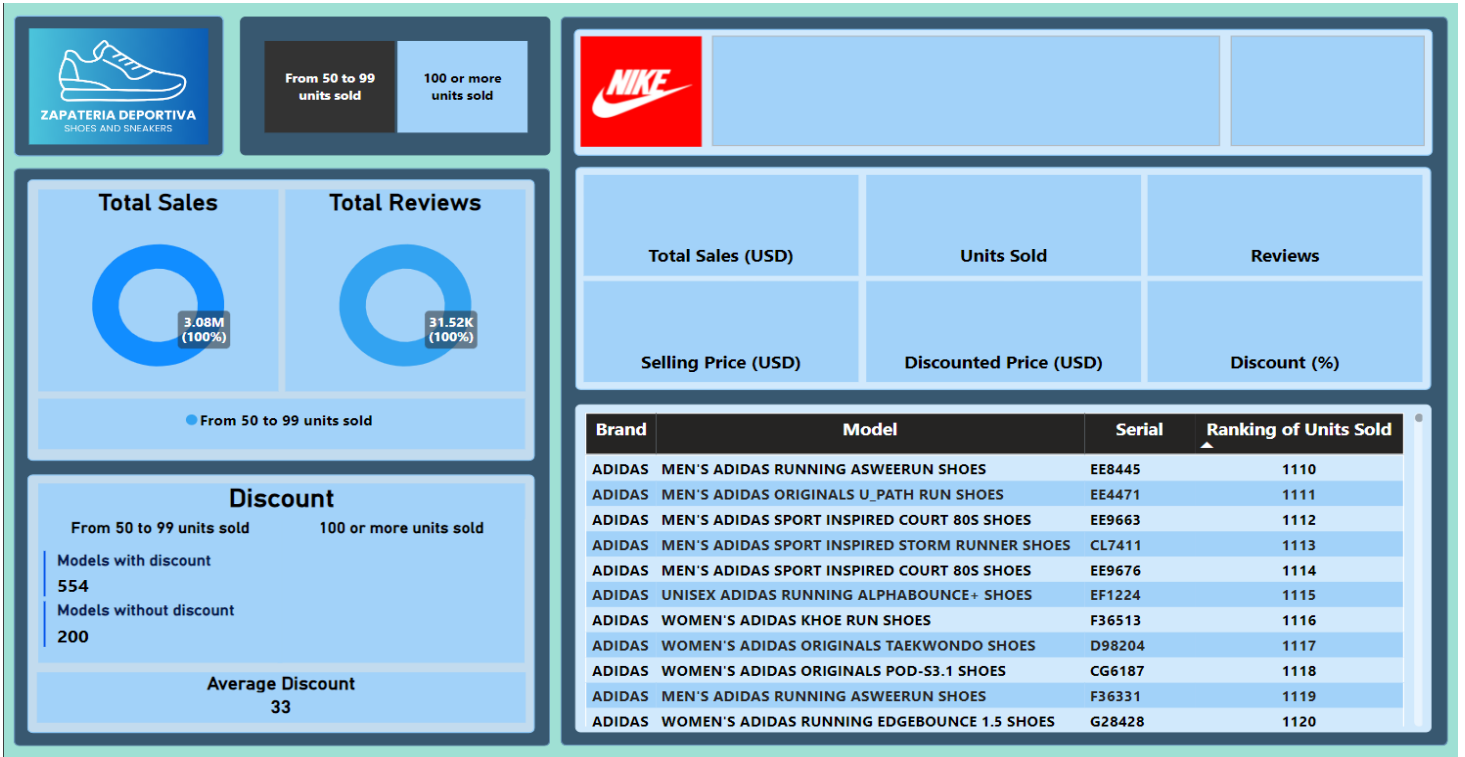 ZAPATERIA DEPORTIVA
SHOES AND SNEAKERS
From 50 to 99
units sold
100 or more
units sold
NIKE
Total Sales
Total Reviews
3.08M
(100%)
31.52K
(100%)
From 50 to 99 units sold
Discount
From 50 to 99 units sold 100 or more units sold
Models with discount
554
Models without discount
200
Average Discount
33
Total Sales (USD) Units Sold Reviews
Selling Price (USD) Discounted Price (USD) Discount (%)
Brand Model Serial Ranking of Units Sold
ADIDAS MEN'S ADIDAS RUNNING ASWEERUN SHOES EE8445 1110
ADIDAS MEN'S ADIDAS ORIGINALS U_PATH RUN SHOES EE4471 1111
ADIDAS MEN'S ADIDAS SPORT INSPIRED COURT 80S SHOES EE9663 1112
ADIDAS MEN'S ADIDAS SPORT INSPIRED STORM RUNNER SHOES CL7411 1113
ADIDAS MEN'S ADIDAS SPORT INSPIRED COURT 80S SHOES EE9676 1114
ADIDAS UNISEX ADIDAS RUNNING ALPHABOUNCE+ SHOES EF1224 1115
ADIDAS WOMEN'S ADIDAS KHOE RUN SHOES F36513 1116
ADIDAS WOMEN'S ADIDAS ORIGINALS TAEKWONDO SHOES D98204 1117
ADIDAS WOMEN'S ADIDAS ORIGINALS POD-S3.1 SHOES CG6187 1118
ADIDAS MEN'S ADIDAS RUNNING ASWEERUN SHOES F36331 1119
ADIDAS WOMEN'S ADIDAS RUNNING EDGEBOUNCE 1.5 SHOES G28428 1120